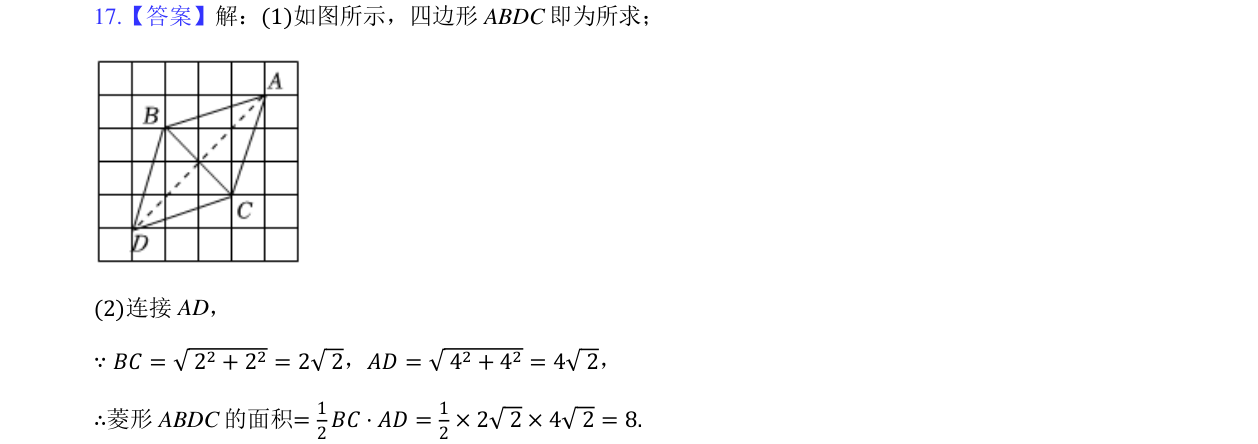 17.【答案】解：(1)如图所示，四边形 ABDC 即为所求；
A
B
C
D
(2)连接 AD，
∵ BC = √(2² + 2²) = 2√2，AD = √(4² + 4²) = 4√2，
∴菱形 ABDC 的面积= 1/2 BC · AD = 1/2 × 2√2 × 4√2 = 8.